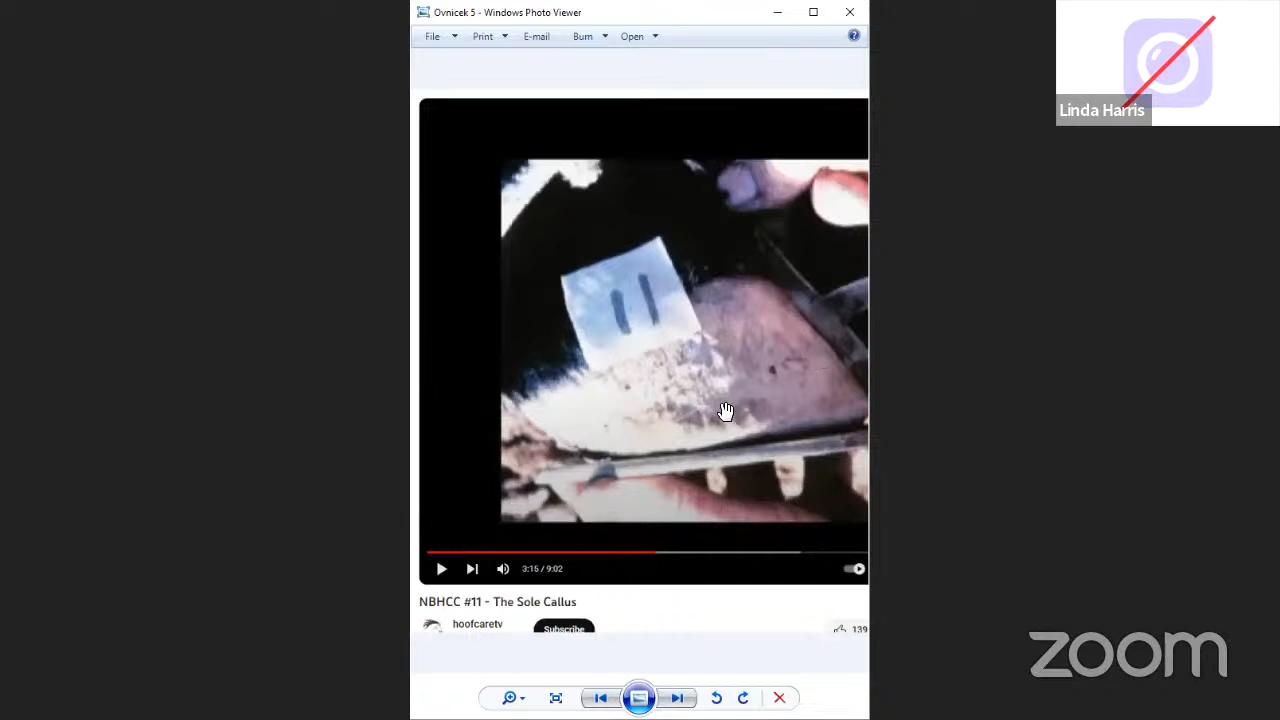 Ovnicek 5 - Windows Photo Viewer
File Print E-mail Burn Open
Linda Harris
11
3:15 / 9:02
NBHCC #11 - The Sole Callus
hoofcaretv
Subscribe
139
zoom